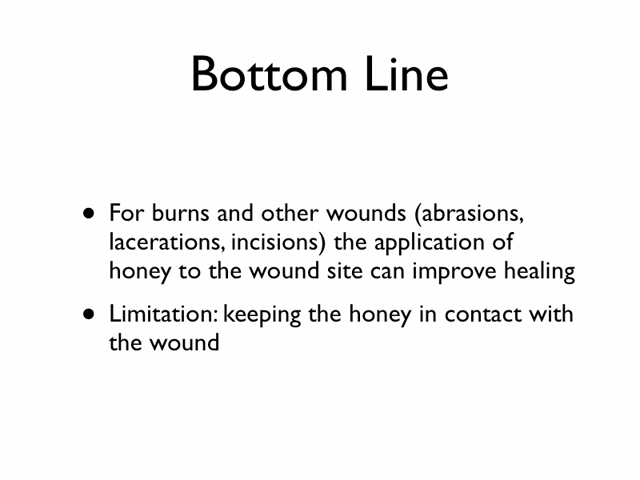 Bottom Line
• For burns and other wounds (abrasions,
lacerations, incisions) the application of
honey to the wound site can improve healing
• Limitation: keeping the honey in contact with
the wound